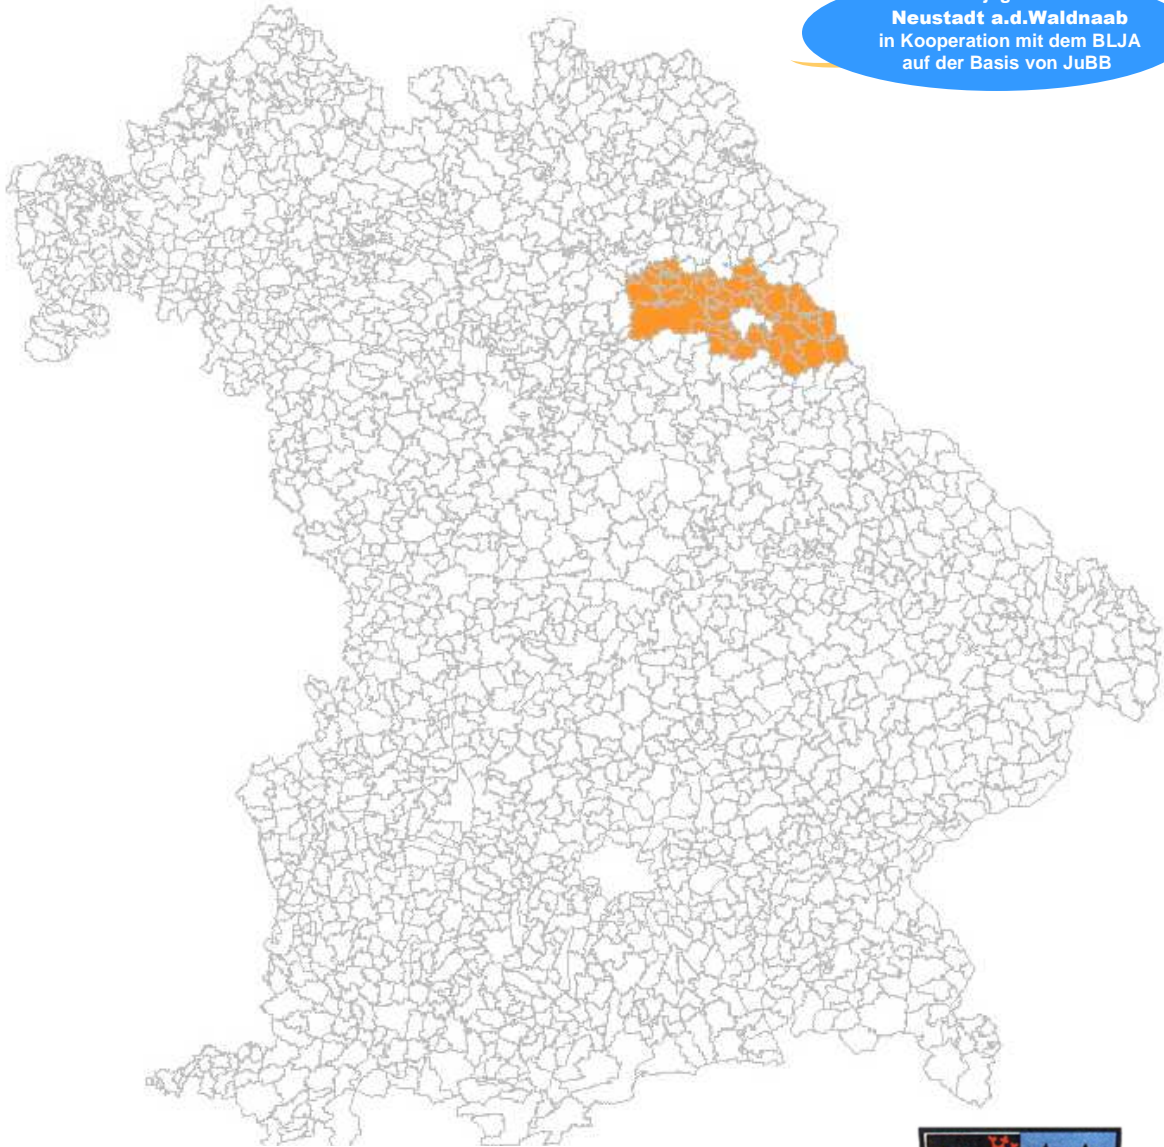 Neustadt a.d.Waldnaab
in Kooperation mit dem BLJA
auf der Basis von JuBB